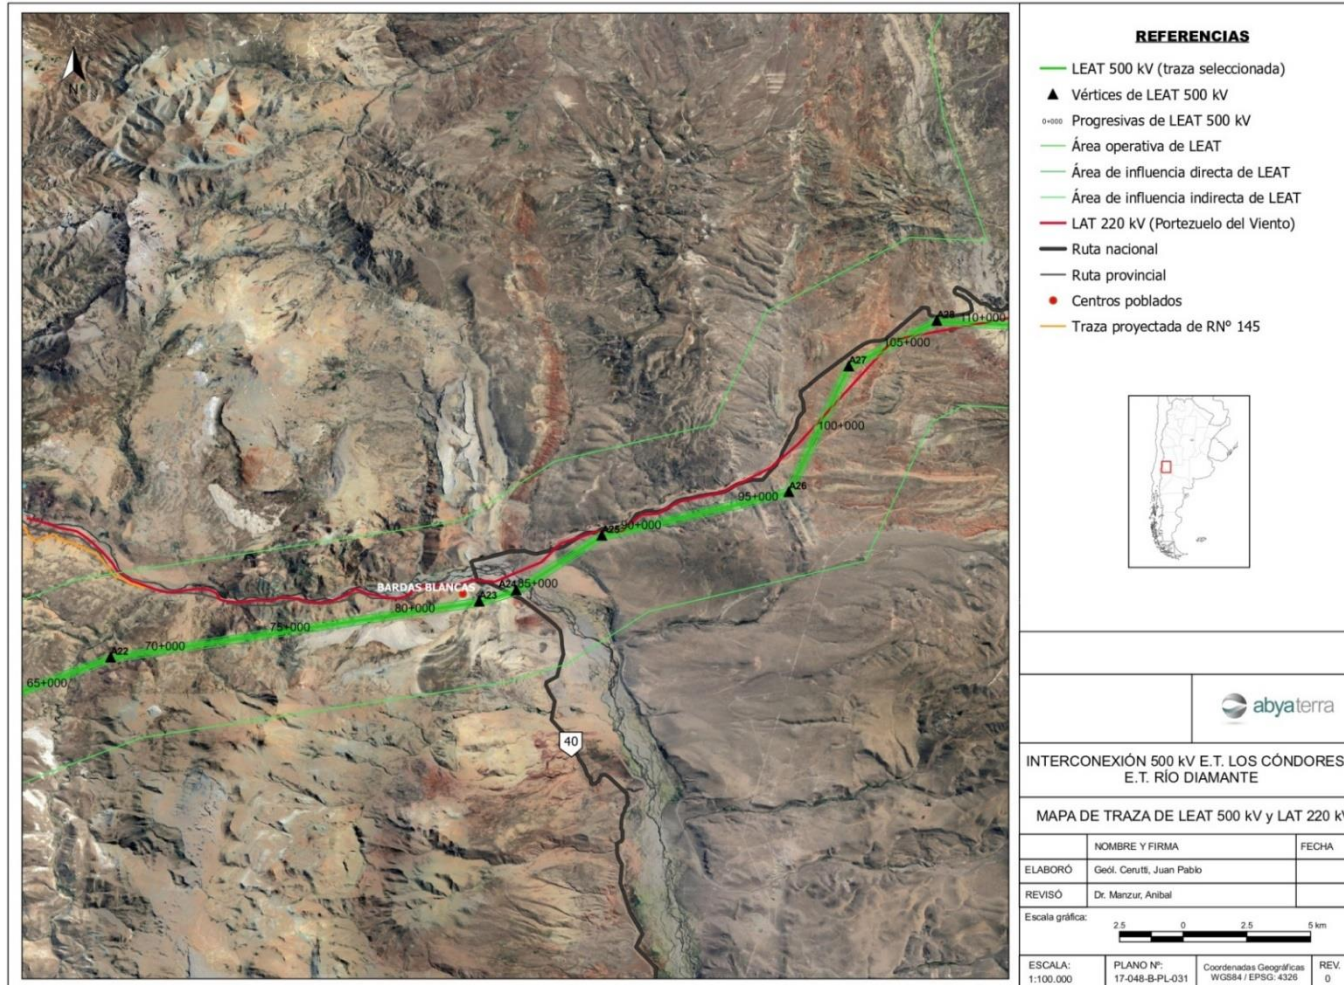 N
A28
110+000
105+000
A27
100+000
A26
95+000
A25
90+000
BARDAS BLANCAS
A24
85+000
A23
80+000
75+000
70+000
A22
65+000
40
REFERENCIAS
LEAT 500 kV (traza seleccionada)
Vértices de LEAT 500 kV
0+000 Progresivas de LEAT 500 kV
Área operativa de LEAT
Área de influencia directa de LEAT
Área de influencia indirecta de LEAT
LAT 220 kV (Portezuelo del Viento)
Ruta nacional
Ruta provincial
Centros poblados
Traza proyectada de RN° 145
abyaterra
INTERCONEXIÓN 500 kV E.T. LOS CÓNDORES
E.T. RÍO DIAMANTE
MAPA DE TRAZA DE LEAT 500 kV y LAT 220 kV
NOMBRE Y FIRMA FECHA
ELABORÓ Geól. Cerutti, Juan Pablo
REVISÓ Dr. Manzur, Anibal
Escala gráfica:
2.5 0 2.5 5 km
ESCALA: 1:100.000
PLANO Nº: 17-048-B-PL-031
Coordenadas Geográficas
WGS84 / EPSG: 4326
REV. 0